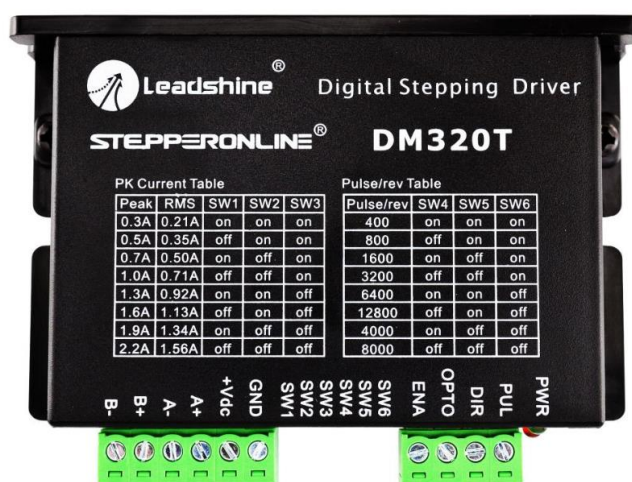 Leadshine®
Digital Stepping Driver
STEPPERONLINE®
DM320T
PK Current Table
Peak RMS SW1 SW2 SW3
0.3A 0.21A on on on
0.5A 0.35A off on on
0.7A 0.50A on off on
1.0A 0.71A off off on
1.3A 0.92A on on off
1.6A 1.13A off on off
1.9A 1.34A on off off
2.2A 1.56A off off off
Pulse/rev Table
Pulse/rev SW4 SW5 SW6
400 on on on
800 off on on
1600 on off on
3200 off off on
6400 on on off
12800 off on off
4000 on off off
8000 off off off
B-
B+
A-
A+
+Vdc
GND
SW1
SW2
SW3
SW4
SW5
SW6
ENA
OPTO
DIR
PUL
PWR